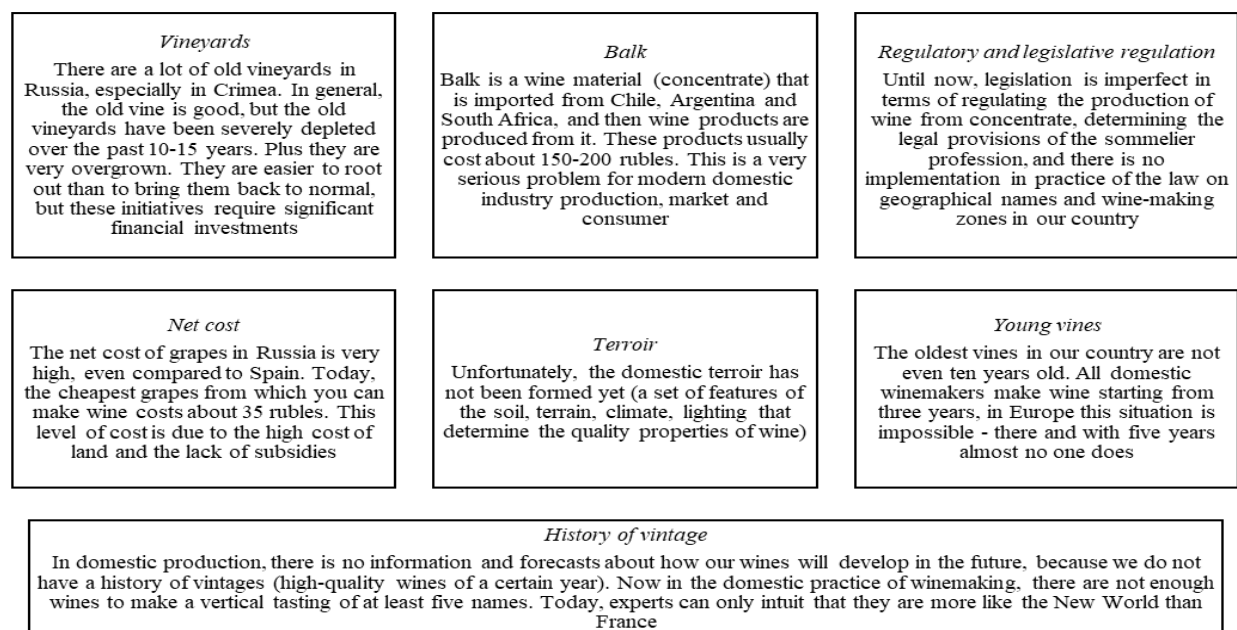 Vineyards
There are a lot of old vineyards in
Russia, especially in Crimea. In general,
the old vine is good, but the old
vineyards have been severely depleted
over the past 10-15 years. Plus they are
very overgrown. They are easier to root
out than to bring them back to normal,
but these initiatives require significant
financial investments
Balk
Balk is a wine material (concentrate) that
is imported from Chile, Argentina and
South Africa, and then wine products are
produced from it. These products usually
cost about 150-200 rubles. This is a very
serious problem for modern domestic
industry production, market and
consumer
Regulatory and legislative regulation
Until now, legislation is imperfect in
terms of regulating the production of
wine from concentrate, determining the
legal provisions of the sommelier
profession, and there is no
implementation in practice of the law on
geographical names and wine-making
zones in our country
Net cost
The net cost of grapes in Russia is very
high, even compared to Spain. Today,
the cheapest grapes from which you can
make wine costs about 35 rubles. This
level of cost is due to the high cost of
land and the lack of subsidies
Terroir
Unfortunately, the domestic terroir has
not been formed yet (a set of features of
the soil, terrain, climate, lighting that
determine the quality properties of wine)
Young vines
The oldest vines in our country are not
even ten years old. All domestic
winemakers make wine starting from
three years, in Europe this situation is
impossible - there and with five years
almost no one does
History of vintage
In domestic production, there is no information and forecasts about how our wines will develop in the future, because we do not
have a history of vintages (high-quality wines of a certain year). Now in the domestic practice of winemaking, there are not enough
wines to make a vertical tasting of at least five names. Today, experts can only intuit that they are more like the New World than
France